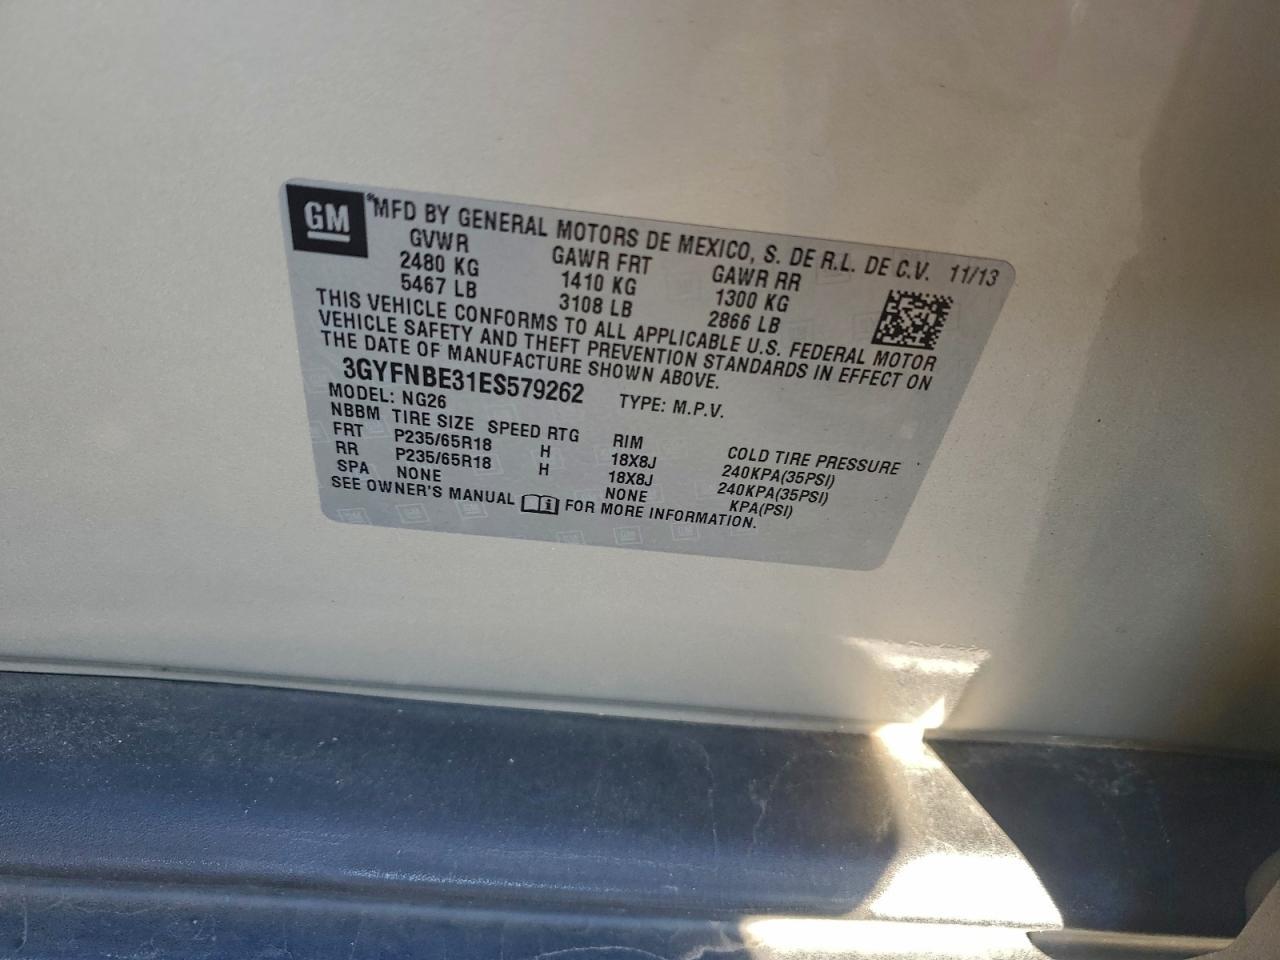 GM *MFD BY GENERAL MOTORS DE MEXICO, S. DE R.L. DE C.V. 11/13
GVWR GAWR FRT GAWR RR
2480 KG 1410 KG 1300 KG
5467 LB 3108 LB 2866 LB
THIS VEHICLE CONFORMS TO ALL APPLICABLE U.S. FEDERAL MOTOR
VEHICLE SAFETY AND THEFT PREVENTION STANDARDS IN EFFECT ON
THE DATE OF MANUFACTURE SHOWN ABOVE.
3GYFNBE31ES579262 TYPE: M.P.V.
MODEL: NG26
NBBM TIRE SIZE SPEED RTG RIM COLD TIRE PRESSURE
FRT P235/65R18 H 18X8J 240KPA(35PSI)
RR P235/65R18 H 18X8J 240KPA(35PSI)
SPA NONE NONE KPA(PSI)
SEE OWNER'S MANUAL i FOR MORE INFORMATION.